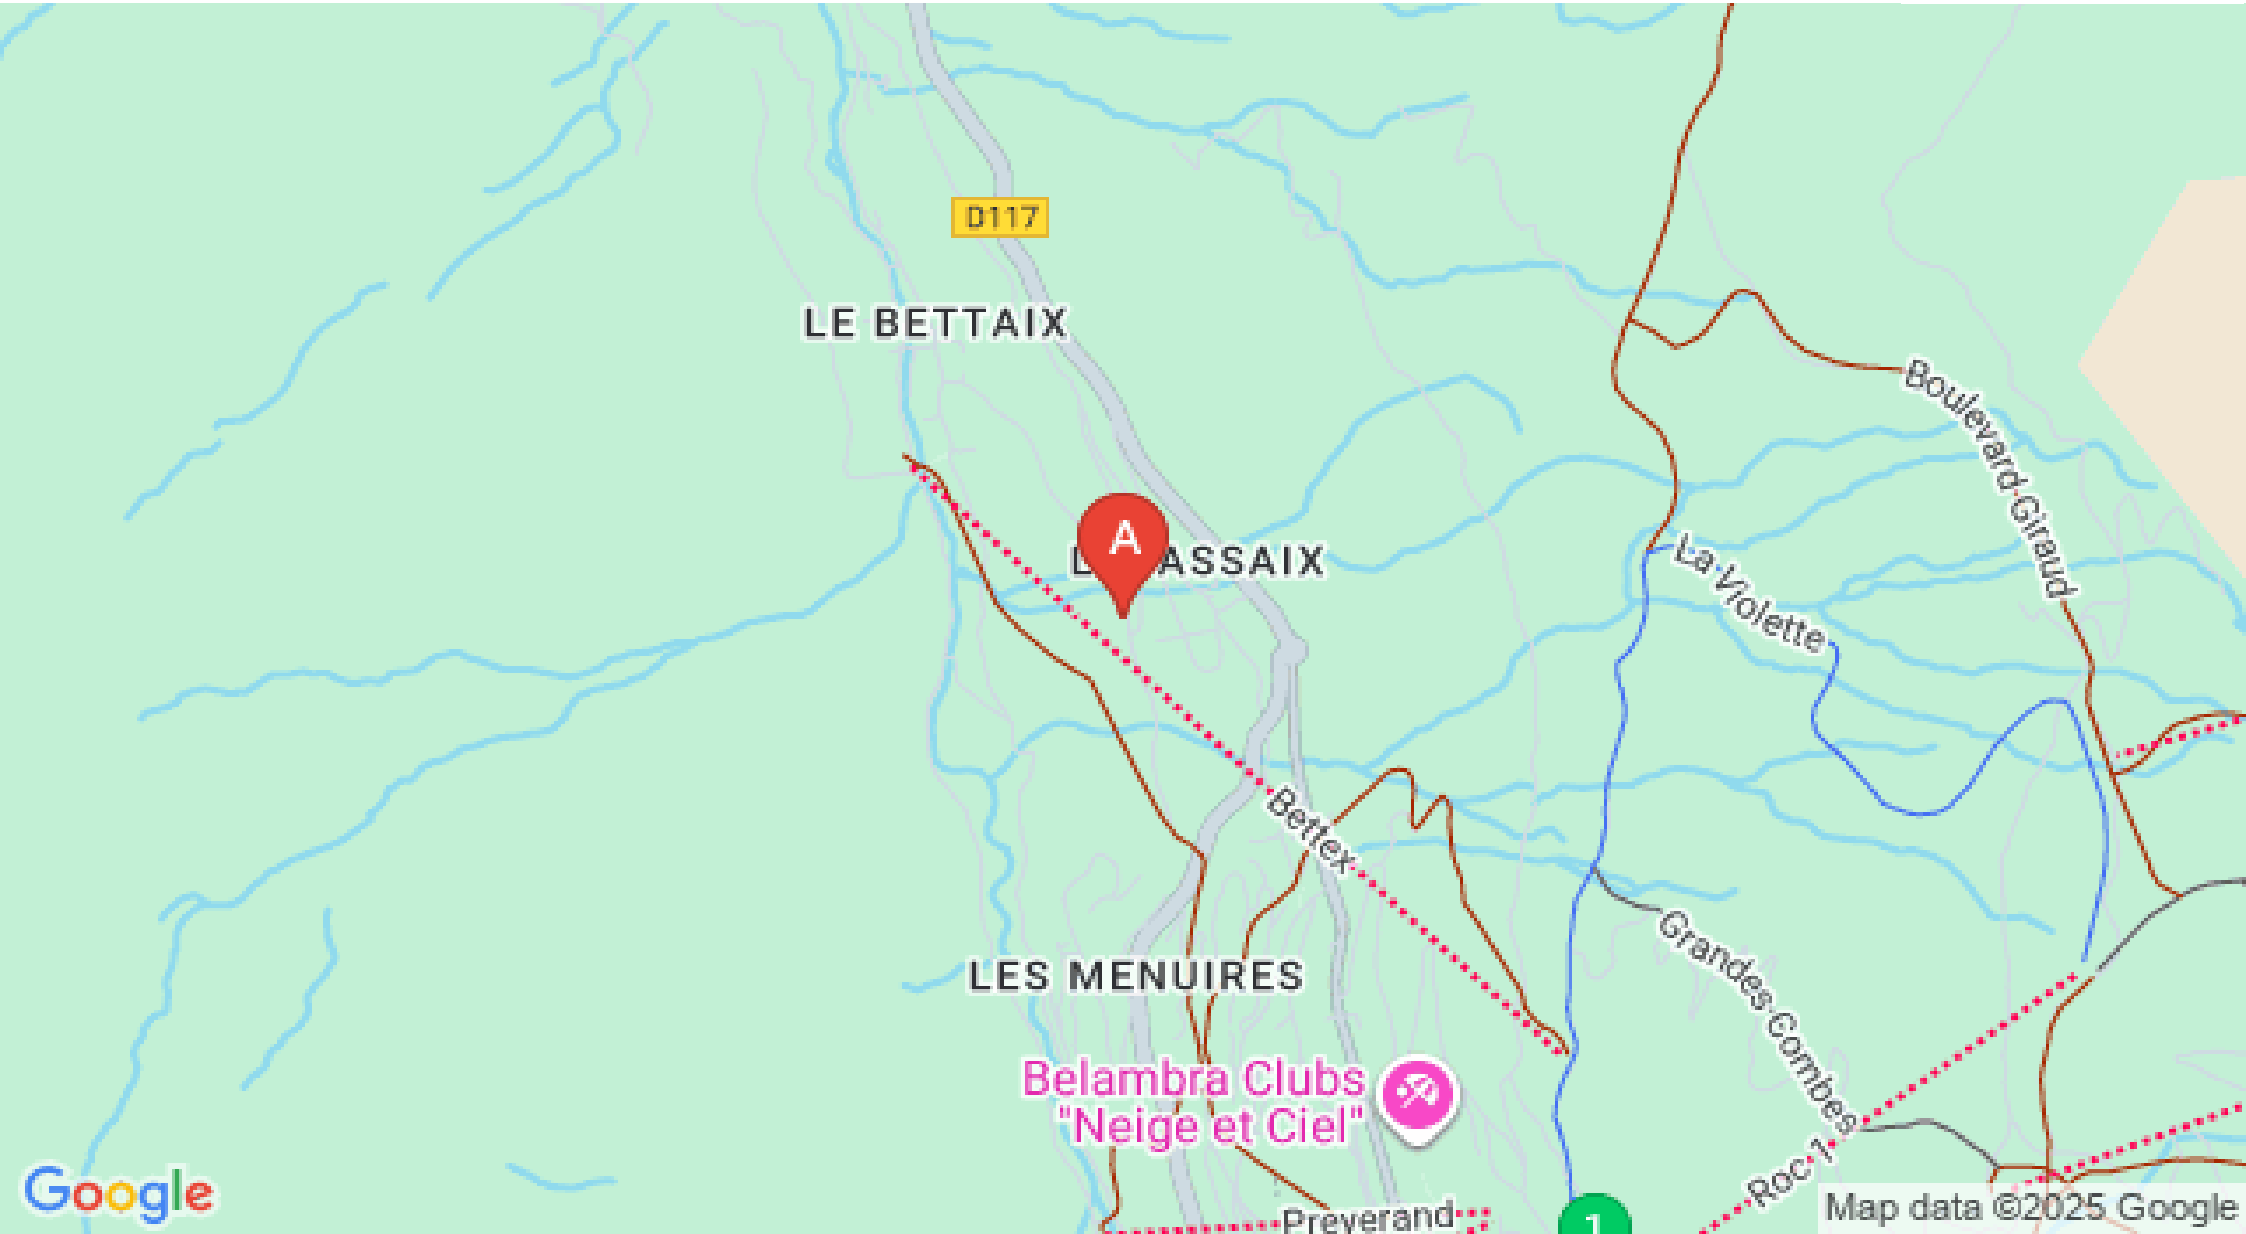 D117
LE BETTAIX
Boulevard Giraud
A
ASSAIX
La Violette
Bettex
Grandes Combes
LES MENUIRES
Belambra Clubs
"Neige et Ciel"
Roc 1
Google
Preyerand
1
Map data ©2025 Google